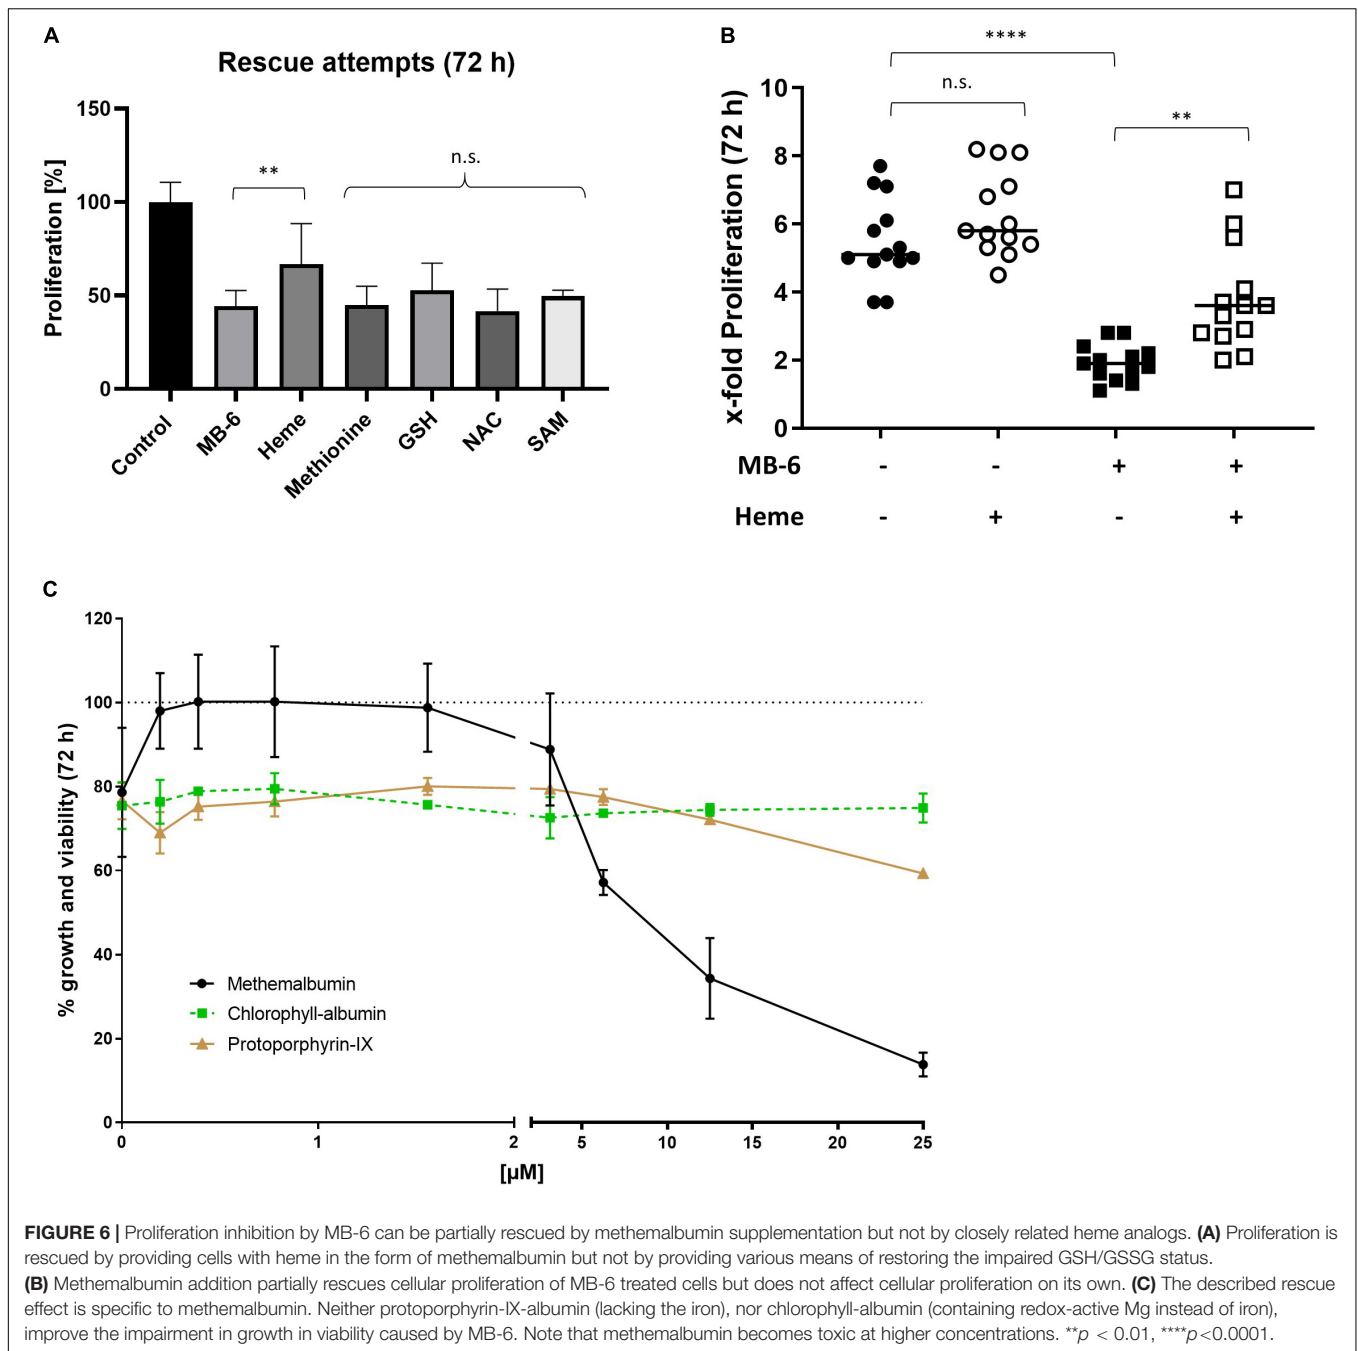 A
Rescue attempts (72 h)
Proliferation [%]
150
100
50
0
**
n.s.
Control
MB-6
Heme
Methionine
GSH
NAC
SAM
B
x-fold Proliferation (72 h)
10
8
6
4
2
0
****
n.s.
**
MB-6 - - + +
Heme - + - +
C
% growth and viability (72 h)
120
100
80
60
40
20
0
Methemalbumin
Chlorophyll-albumin
Protoporphyrin-IX
0 1 2 5 10 15 20 25
[µM]
FIGURE 6 | Proliferation inhibition by MB-6 can be partially rescued by methemalbumin supplementation but not by closely related heme analogs. (A) Proliferation is
rescued by providing cells with heme in the form of methemalbumin but not by providing various means of restoring the impaired GSH/GSSG status.
(B) Methemalbumin addition partially rescues cellular proliferation of MB-6 treated cells but does not affect cellular proliferation on its own. (C) The described rescue
effect is specific to methemalbumin. Neither protoporphyrin-IX-albumin (lacking the iron), nor chlorophyll-albumin (containing redox-active Mg instead of iron),
improve the impairment in growth in viability caused by MB-6. Note that methemalbumin becomes toxic at higher concentrations. **p < 0.01, ****p<0.0001.